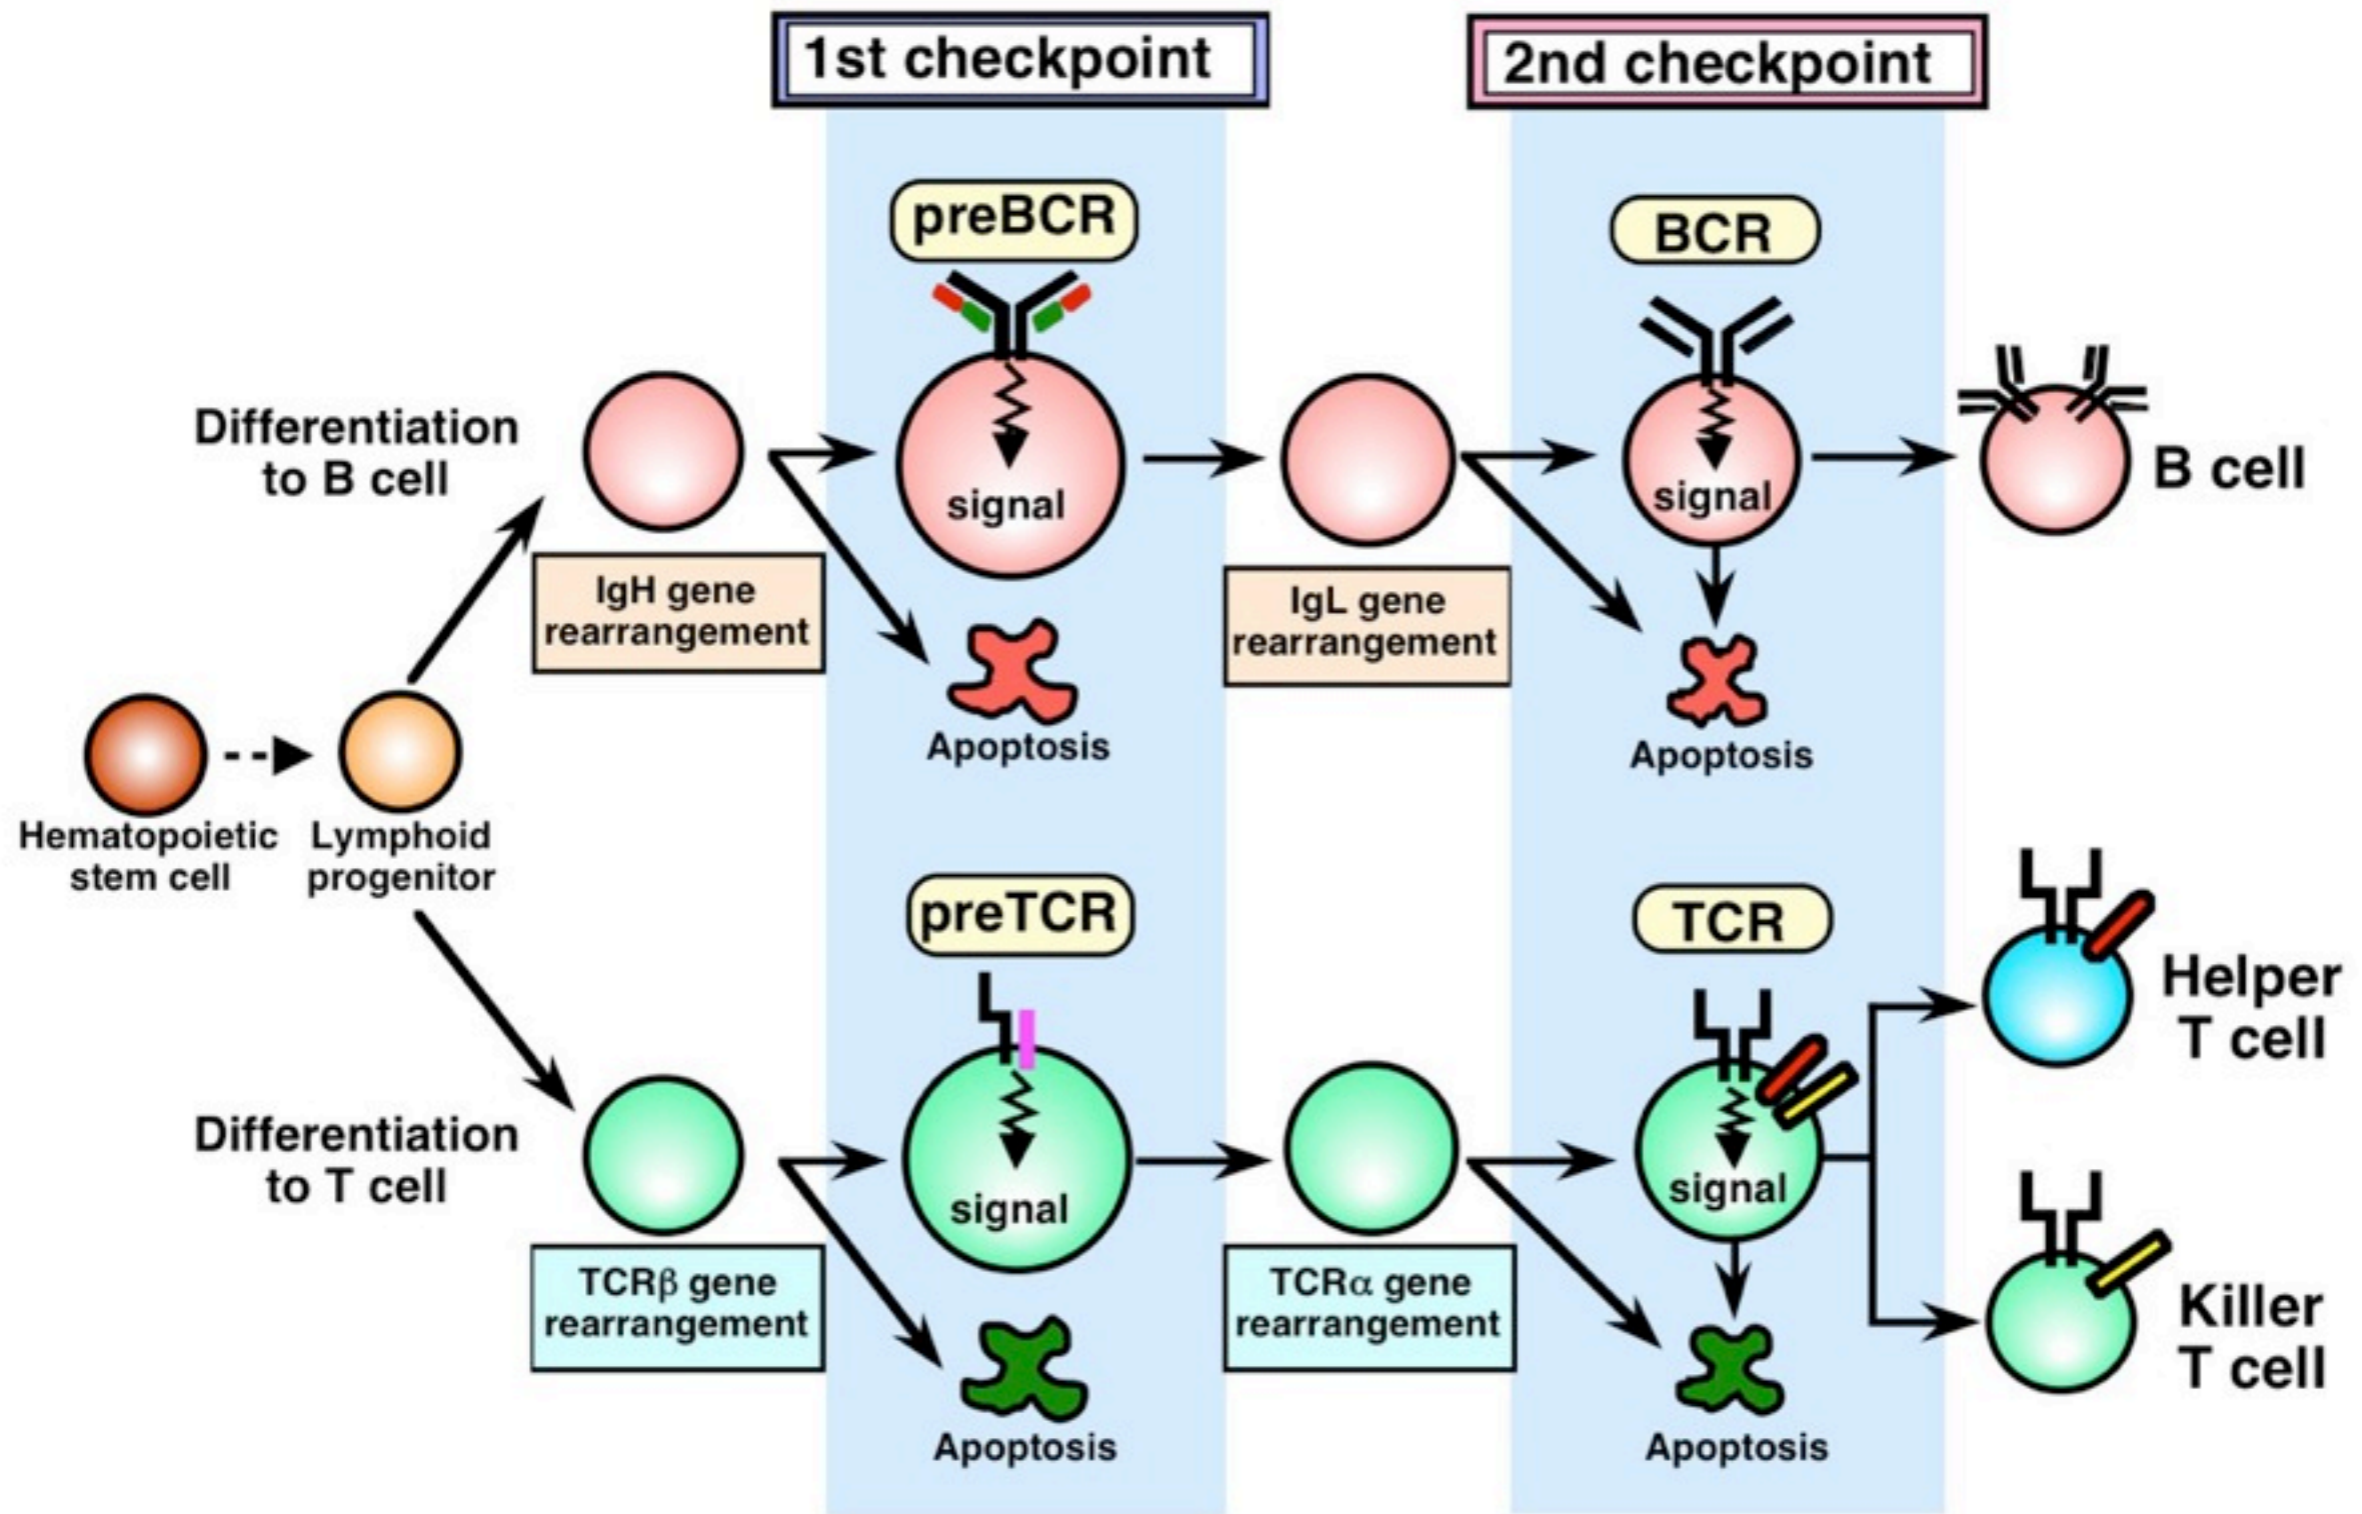 1st checkpoint
2nd checkpoint
preBCR
BCR
signal
signal
Differentiation
to B cell
B cell
IgH gene
rearrangement
IgL gene
rearrangement
Apoptosis
Apoptosis
Hematopoietic
stem cell
Lymphoid
progenitor
preTCR
TCR
Helper
T cell
Differentiation
to T cell
signal
signal
TCRβ gene
rearrangement
TCRα gene
rearrangement
Killer
T cell
Apoptosis
Apoptosis